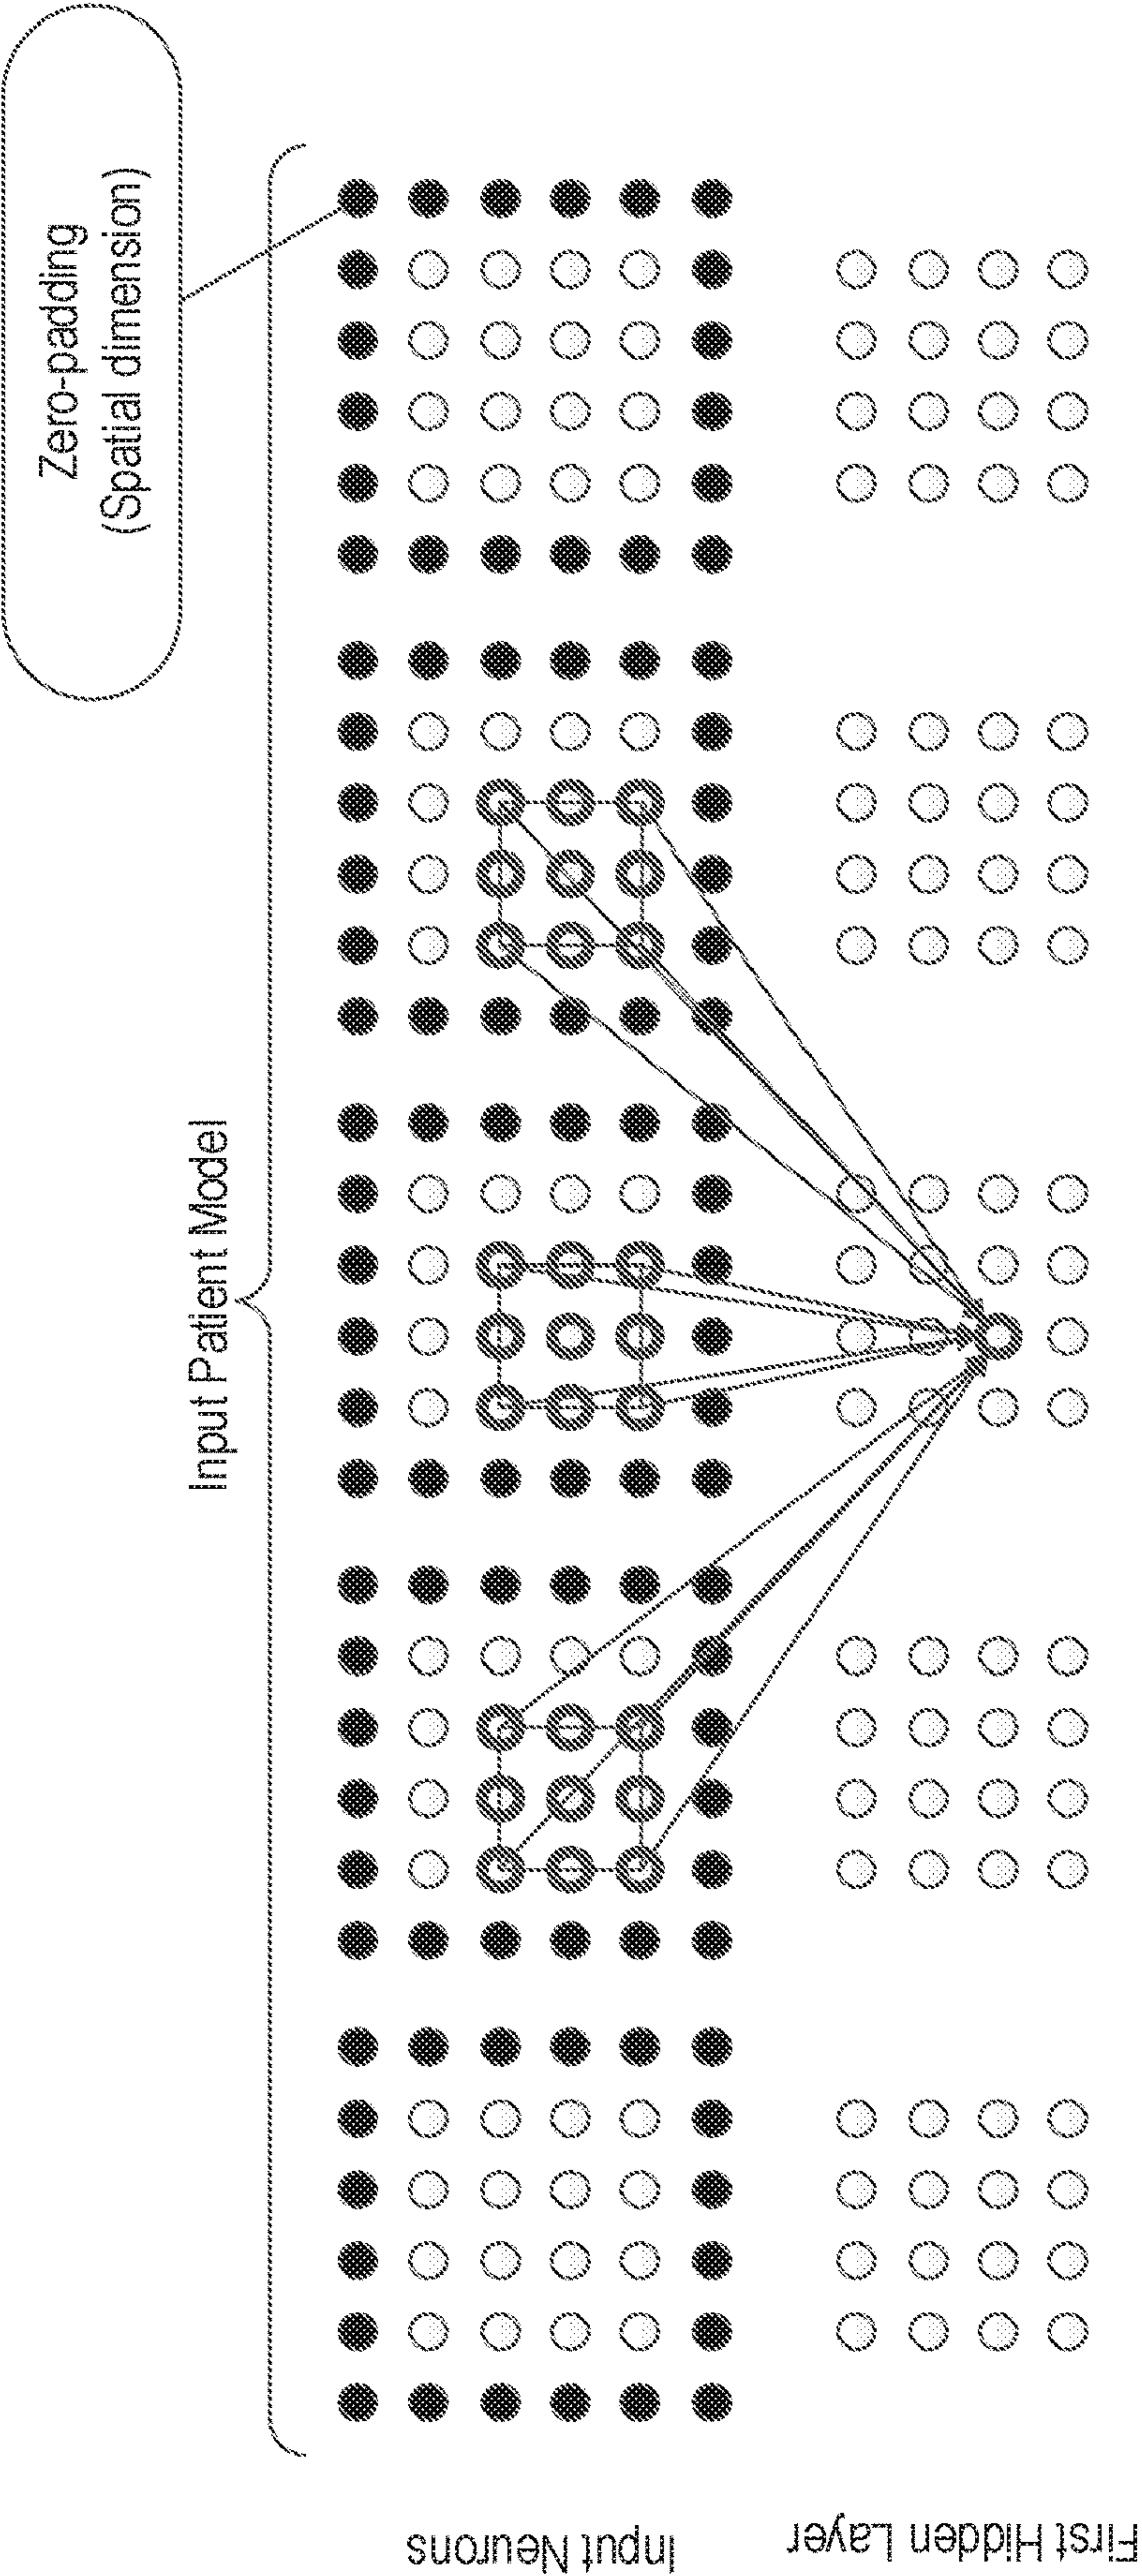 Zero-padding
(Spatial dimension)
Input Patient Model
Input Neurons
First Hidden Layer